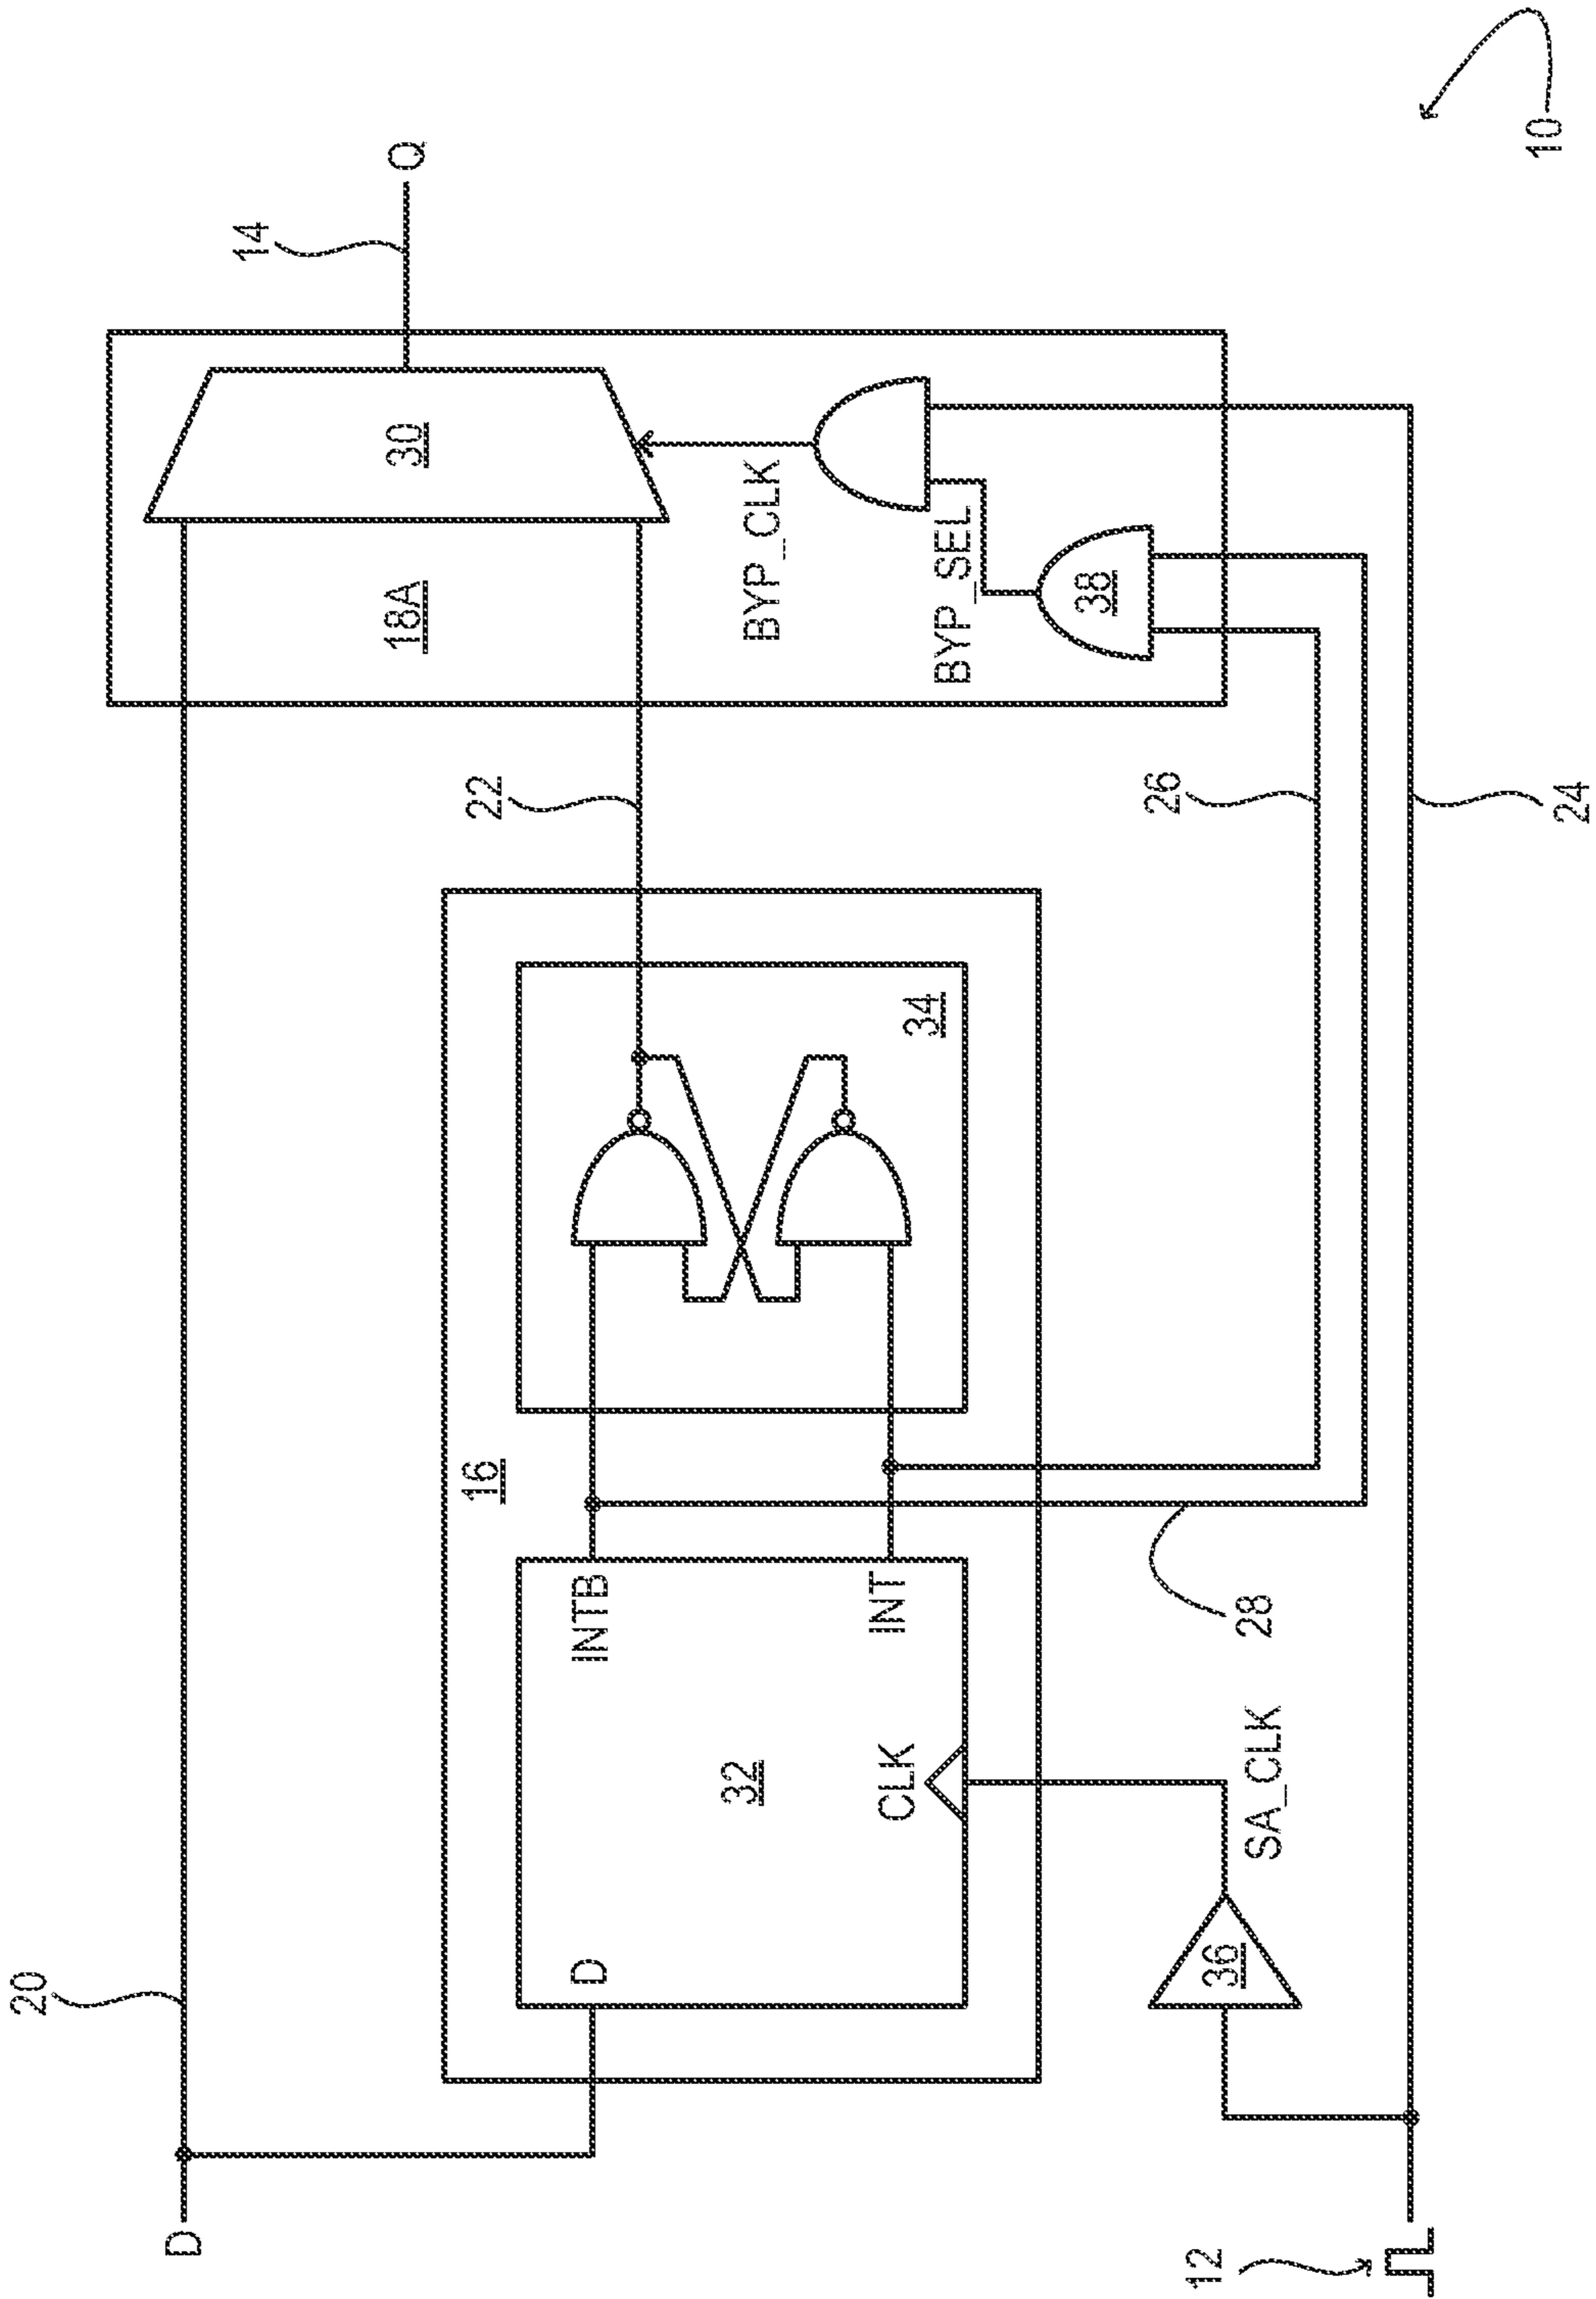 20
D
14
Q
30
18A
22
16
34
INTB
INT
32
D
CLK
BYP_CLK
BYP_SEL
38
26
28
SA_CLK
36
24
12
10